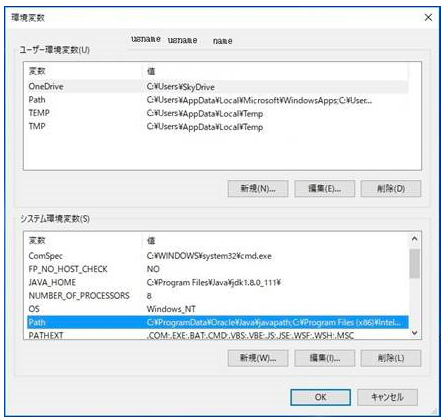 環境変数
usname usname name
ユーザー環境変数(U)
変数 値
OneDrive C:¥Users¥SkyDrive
Path C:¥Users¥AppData¥Local¥Microsoft¥WindowsApps;C:¥User...
TEMP C:¥Users¥AppData¥Local¥Temp
TMP C:¥Users¥AppData¥Local¥Temp
新規(N)... 編集(E)... 削除(D)
システム環境変数(S)
変数 値
ComSpec C:¥WINDOWS¥system32¥cmd.exe
FP_NO_HOST_CHECK NO
JAVA_HOME C:¥Program Files¥Java¥jdk1.8.0_111¥
NUMBER_OF_PROCESSORS 8
OS Windows_NT
Path C:¥ProgramData¥Oracle¥Java¥javapath;C:¥Program Files (x86)¥Intel...
PATHEXT .COM;.EXE;.BAT;.CMD;.VBS;.VBE;.JS;.JSE;.WSF;.WSH;.MSC
新規(W)... 編集(I)... 削除(L)
OK キャンセル